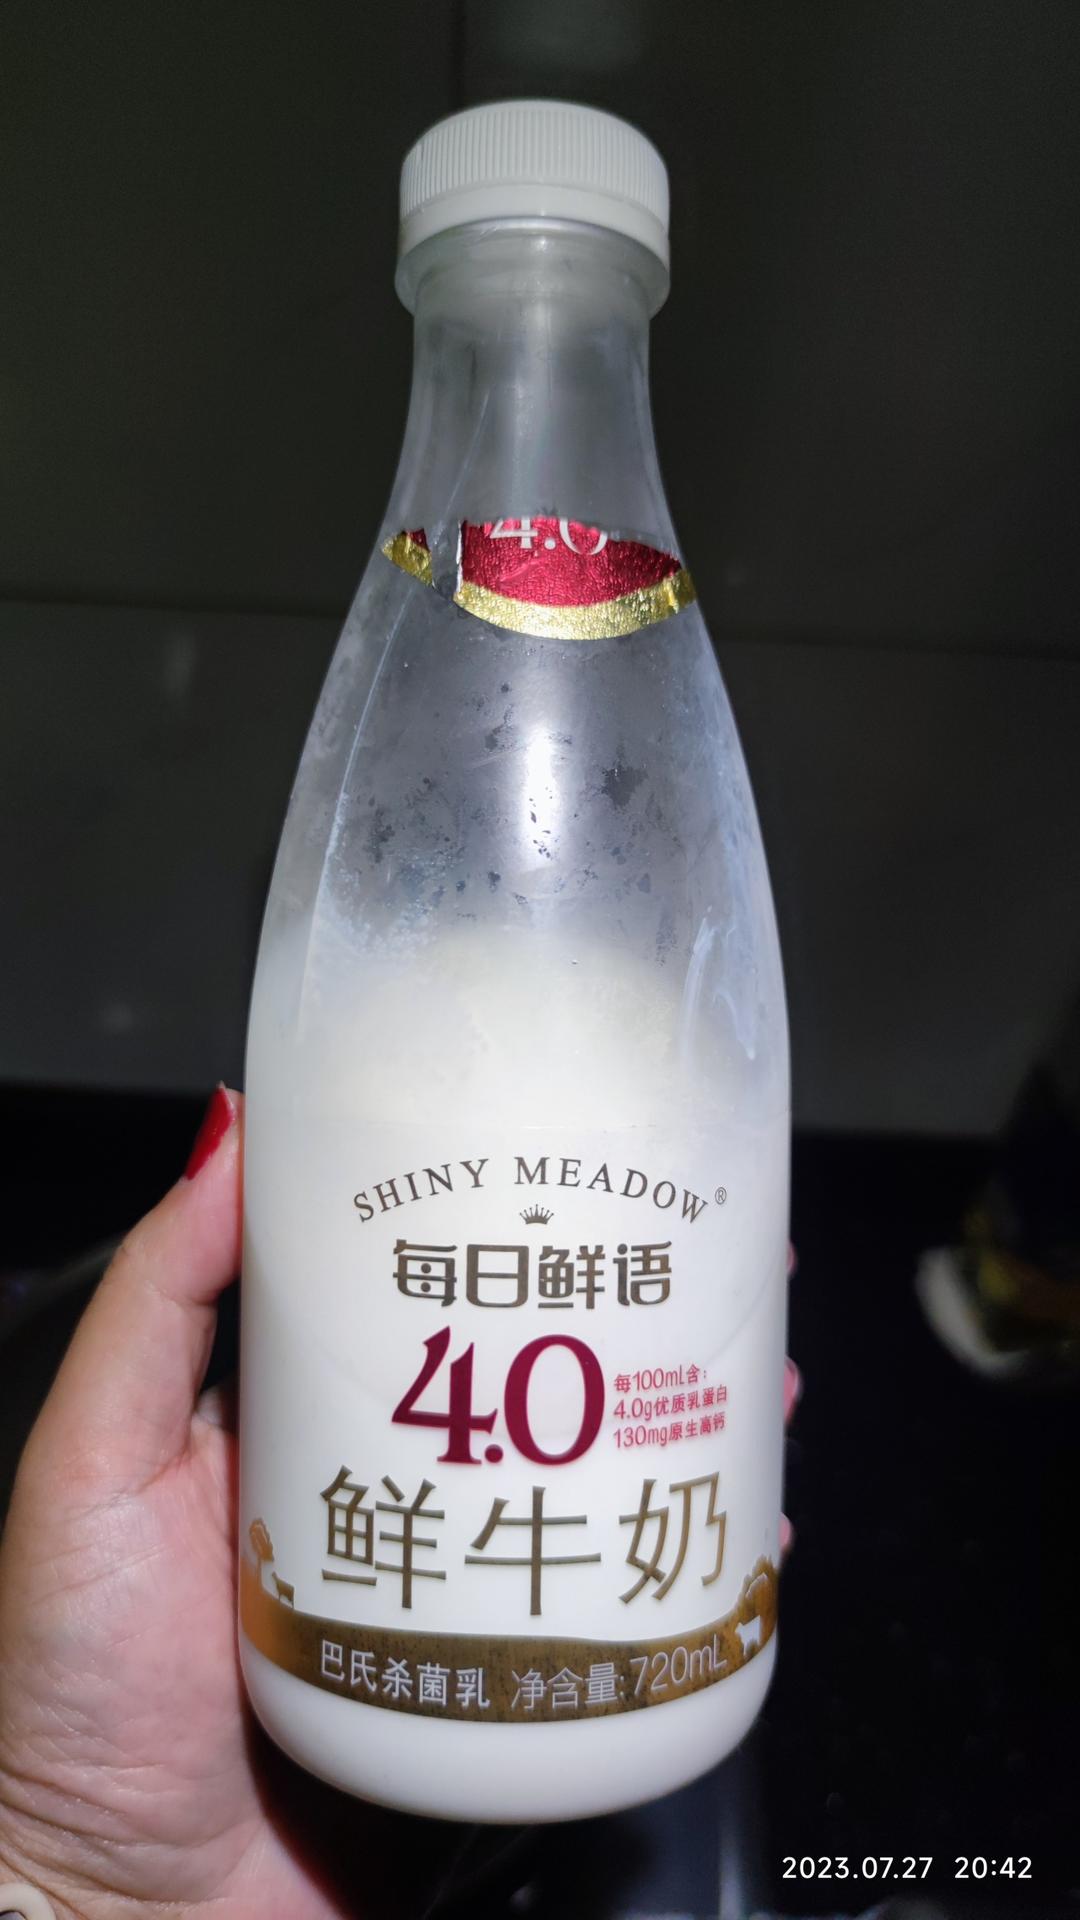 4.0
SHINY MEADOW®
每日鲜语
4.0
每100mL含:
4.0g优质乳蛋白
130mg原生高钙
鲜牛奶
巴氏杀菌乳 净含量:720mL
2023.07.27 20:42